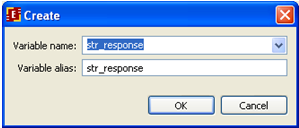 Create
Variable name: str_response
Variable alias: str_response
OK Cancel